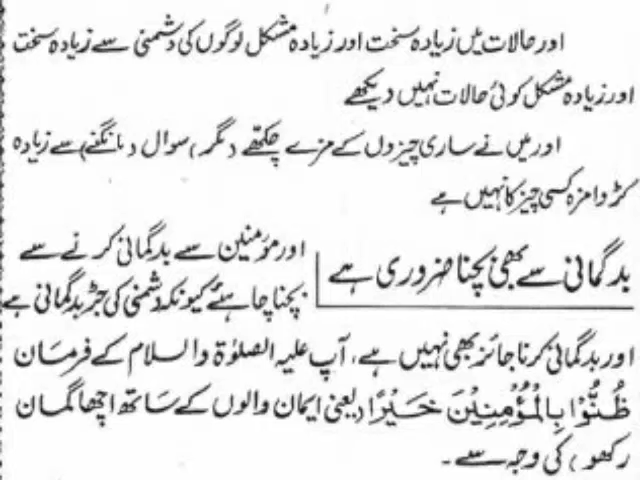 اور حالات میں زیادہ سخت اور زیادہ مشکل لوگوں کی دشمنی سے زیادہ سخت
اور زیادہ مشکل کوئی حالات نہیں دیکھے
اور میں نے ساری چیزوں کے مزے چکھے (مگر) سوال (مانگنے) سے زیادہ
کڑوا مزہ کسی چیز کا نہیں ہے
بدگمانی سے بھی بچنا ضروری ہے
اور مؤمنین سے بدگمانی کرنے سے
بچنا چاہئے کیونکہ دشمنی کی جڑ بدگمانی ہے
اور بدگمانی کرنا جائز بھی نہیں ہے، آپ علیہ الصلوٰۃ والسلام کے فرمان
ظُنُّوْا بِالْمُؤْمِنِيْنَ خَيْرًا (یعنی ایمان والوں کے ساتھ اچھا گمان
رکھو) کی وجہ سے۔